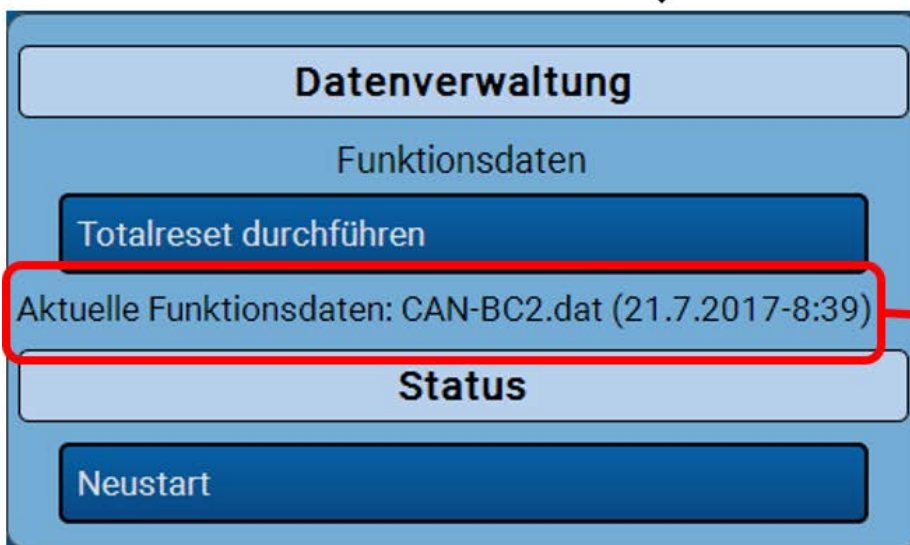 Datenverwaltung
Funktionsdaten
Totalreset durchführen
Aktuelle Funktionsdaten: CAN-BC2.dat (21.7.2017-8:39)
Status
Neustart